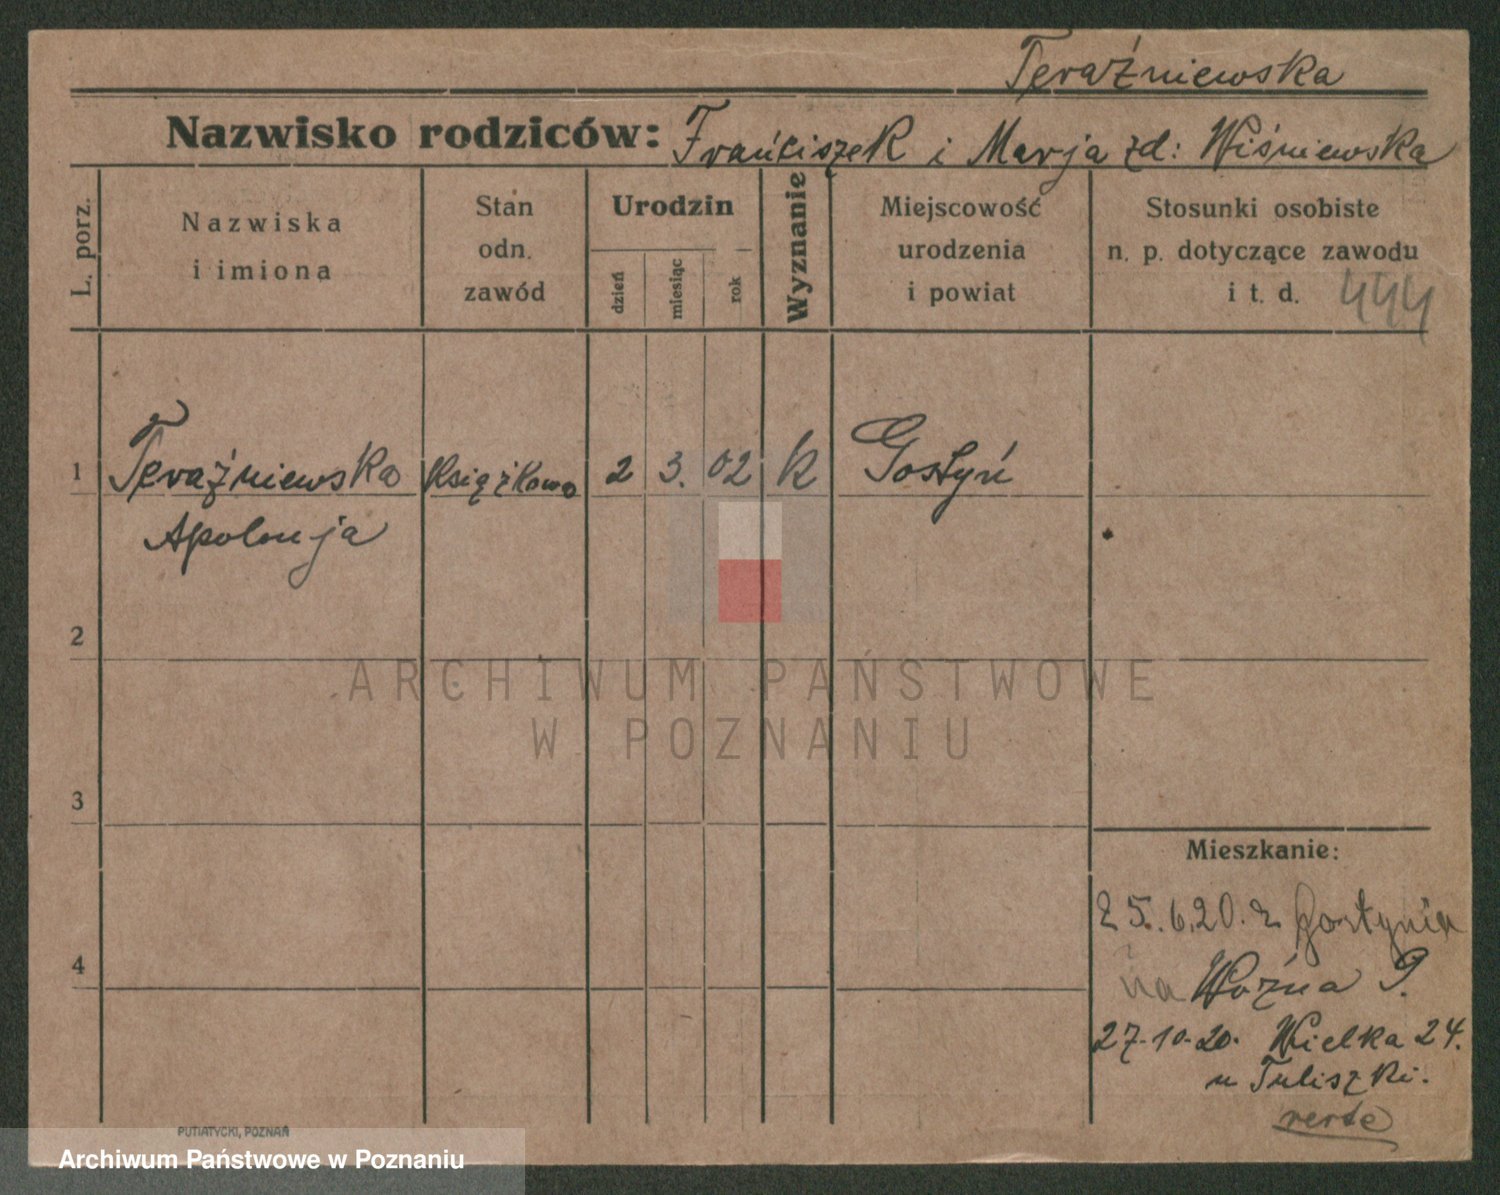 Teraźniewska
Nazwisko rodziców: Franciszek i Marja zd: Wiśniewska
L. porz.
Nazwiska
i imiona
Stan
odn.
zawód
Urodzin
dzień
miesiąc
rok
Wyznanie
Miejscowość
urodzenia
i powiat
Stosunki osobiste
n. p. dotyczące zawodu
i t. d. 444
1 Teraźniewska Książkowa 2 3. 02 k Gostyń
Apolonja
2
ARCHIWUM PAŃSTWOWE
W POZNANIU
3
Mieszkanie:
25.6.20. z Gostynia
4
na Woźna 9.
27-10-20. Wielka 24.
u Tuliszki.
verte
PUTIATYCKI, POZNAŃ
Archiwum Państwowe w Poznaniu